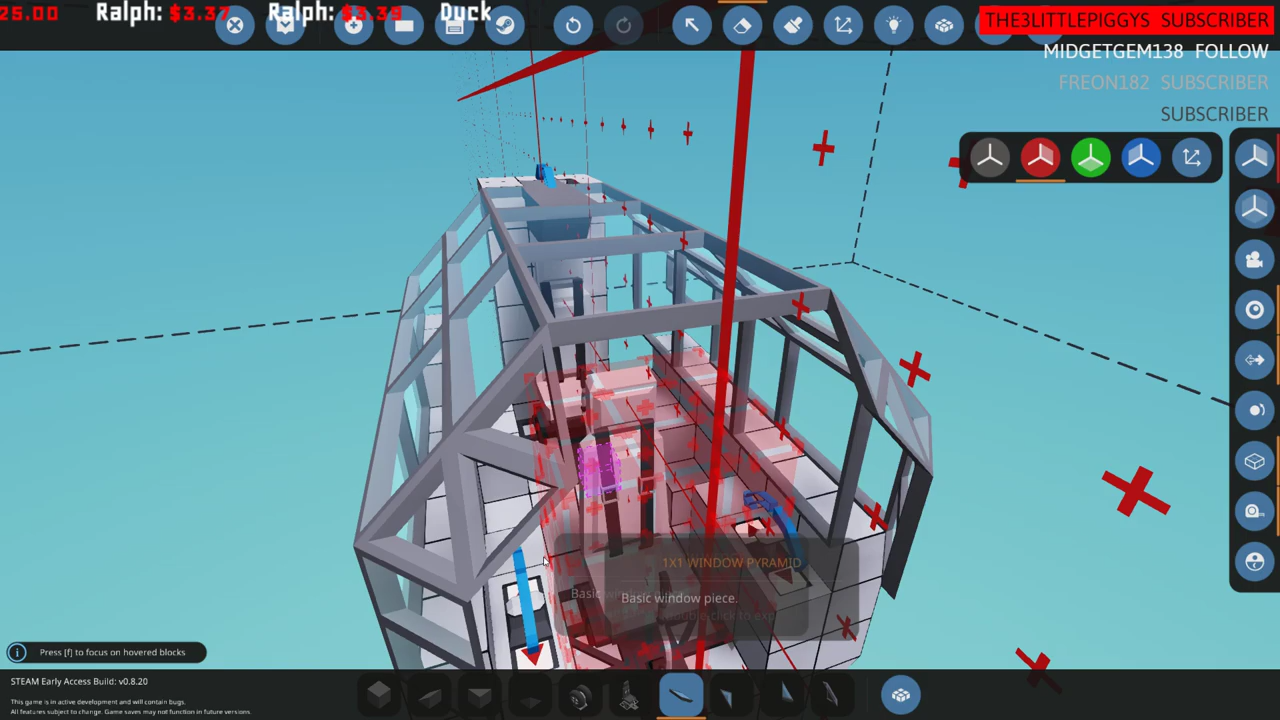 25.00 Ralph: $3.37 Ralph: $3.39 Duck
THE3LITTLEPIGGYS SUBSCRIBER
MIDGETGEM138 FOLLOW
FREON182 SUBSCRIBER
SUBSCRIBER
1X1 WINDOW PYRAMID
Basic window piece.
Press [f] to focus on hovered blocks
STEAM Early Access Build: v0.8.20
This game is in active development and will contain bugs.
All features subject to change. Game saves may not function in future versions.